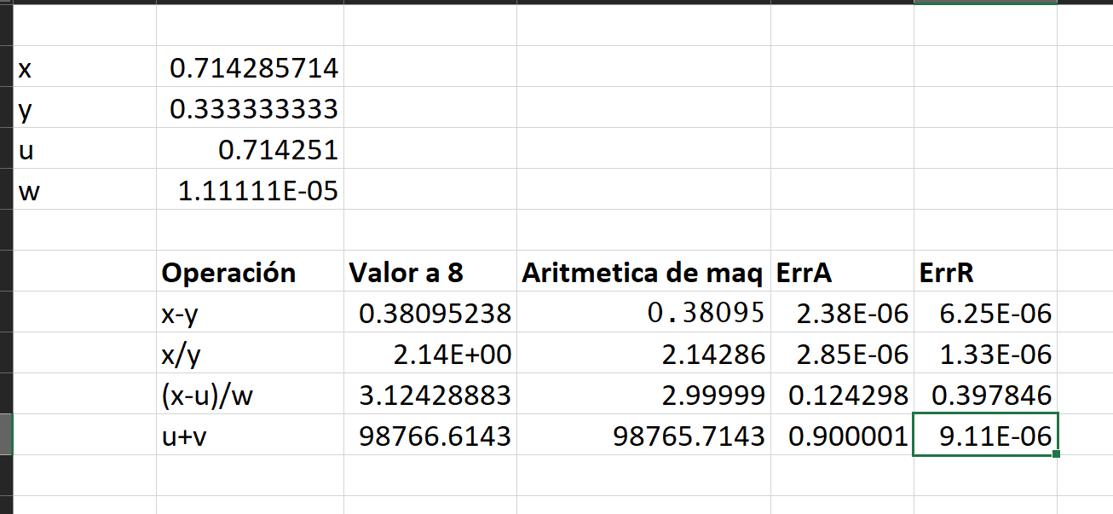 x 0.714285714
y 0.333333333
u 0.714251
w 1.11111E-05
Operación Valor a 8 Aritmetica de maq ErrA ErrR
x-y 0.38095238 0.38095 2.38E-06 6.25E-06
x/y 2.14E+00 2.14286 2.85E-06 1.33E-06
(x-u)/w 3.12428883 2.99999 0.124298 0.397846
u+v 98766.6143 98765.7143 0.900001 9.11E-06